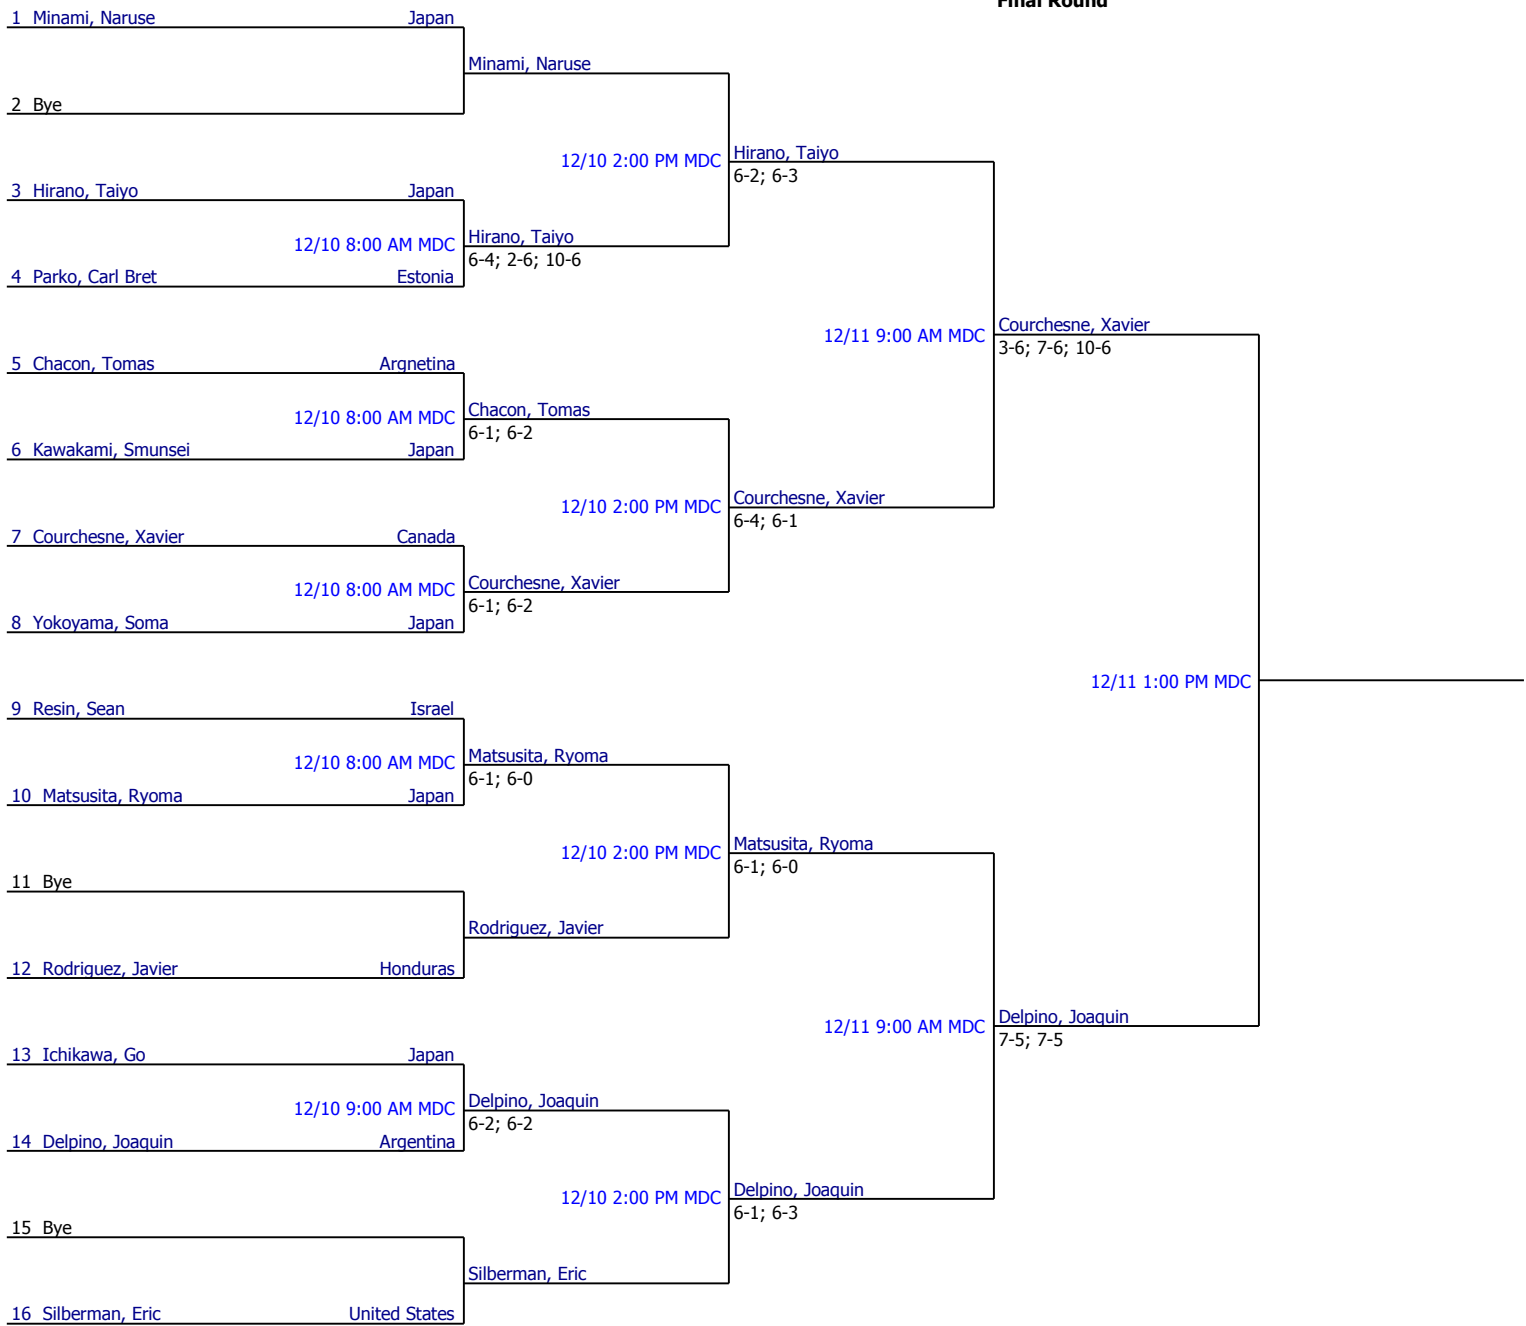 Final Round
1 Minami, Naruse Japan
Minami, Naruse
2 Bye
12/10 2:00 PM MDC Hirano, Taiyo
6-2; 6-3
3 Hirano, Taiyo Japan
12/10 8:00 AM MDC Hirano, Taiyo
6-4; 2-6; 10-6
4 Parko, Carl Bret Estonia
12/11 9:00 AM MDC Courchesne, Xavier
3-6; 7-6; 10-6
5 Chacon, Tomas Argnetina
12/10 8:00 AM MDC Chacon, Tomas
6-1; 6-2
6 Kawakami, Smunsei Japan
12/10 2:00 PM MDC Courchesne, Xavier
6-4; 6-1
7 Courchesne, Xavier Canada
12/10 8:00 AM MDC Courchesne, Xavier
6-1; 6-2
8 Yokoyama, Soma Japan
12/11 1:00 PM MDC
9 Resin, Sean Israel
12/10 8:00 AM MDC Matsusita, Ryoma
6-1; 6-0
10 Matsusita, Ryoma Japan
12/10 2:00 PM MDC Matsusita, Ryoma
6-1; 6-0
11 Bye
Rodriguez, Javier
12 Rodriguez, Javier Honduras
12/11 9:00 AM MDC Delpino, Joaquin
7-5; 7-5
13 Ichikawa, Go Japan
12/10 9:00 AM MDC Delpino, Joaquin
6-2; 6-2
14 Delpino, Joaquin Argentina
12/10 2:00 PM MDC Delpino, Joaquin
6-1; 6-3
15 Bye
Silberman, Eric
16 Silberman, Eric United States